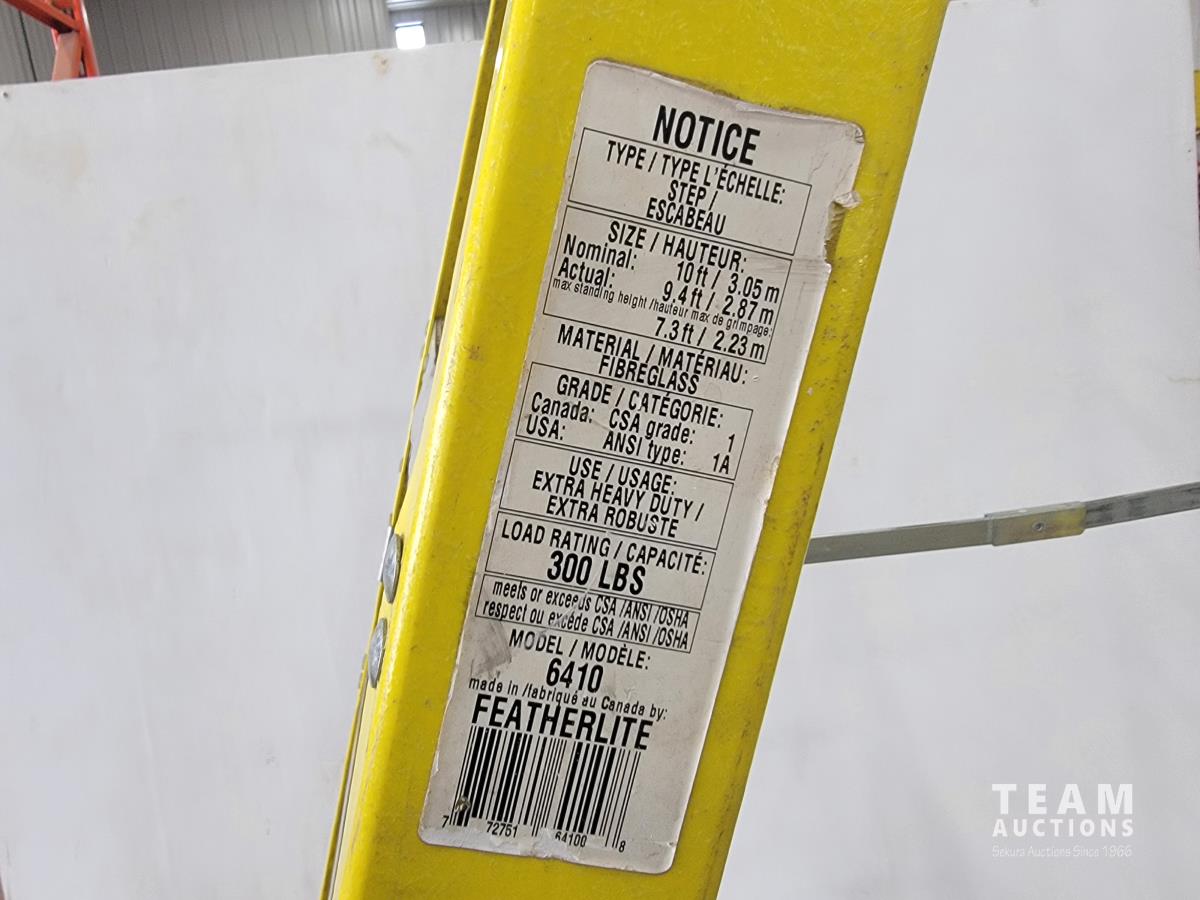 NOTICE
TYPE / TYPE L'ÉCHELLE:
STEP /
ESCABEAU
SIZE / HAUTEUR:
Nominal: 10 ft / 3.05 m
Actual: 9.4 ft / 2.87 m
max standing height /hauteur max de grimpage:
7.3 ft / 2.23 m
MATERIAL / MATÉRIAU:
FIBREGLASS
GRADE / CATÉGORIE:
Canada: CSA grade: 1
USA: ANSI type: 1A
USE / USAGE:
EXTRA HEAVY DUTY /
EXTRA ROBUSTE
LOAD RATING / CAPACITÉ:
300 LBS
meets or exceeds CSA /ANSI /OSHA
respect ou excède CSA /ANSI /OSHA
MODEL / MODÈLE:
6410
made in /fabriqué au Canada by:
FEATHERLITE
7 72751 64100 8
TEAM
AUCTIONS
Sekura Auctions Since 1966